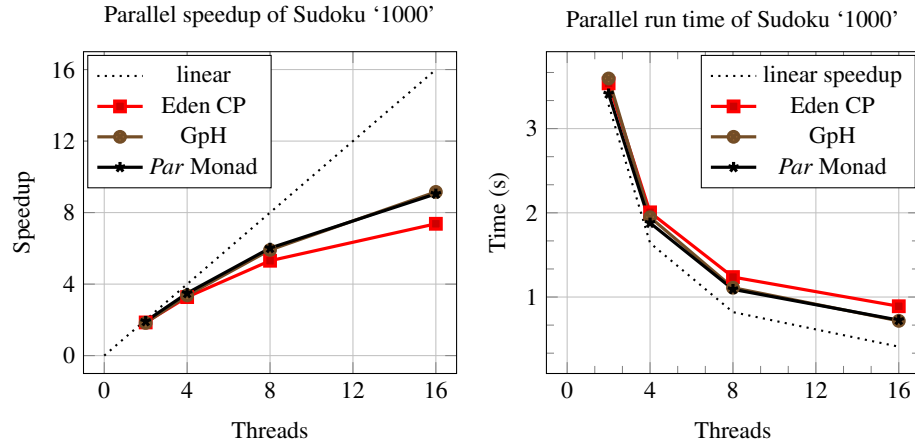 Parallel speedup of Sudoku ‘1000’
16
12
8
4
0
Speedup
linear
Eden CP
GpH
Par Monad
0 4 8 12 16
Threads
Parallel run time of Sudoku ‘1000’
3
2
1
Time (s)
linear speedup
Eden CP
GpH
Par Monad
0 4 8 12 16
Threads